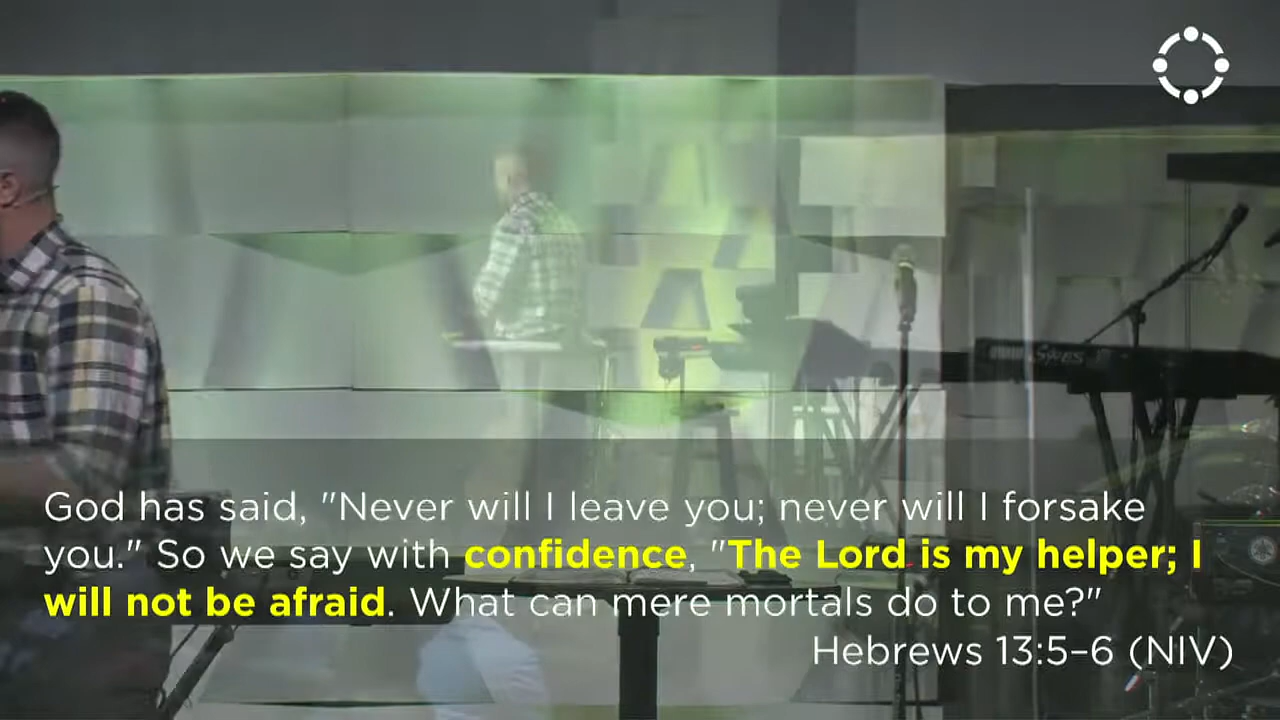 God has said, "Never will I leave you; never will I forsake
you." So we say with confidence, "The Lord is my helper; I
will not be afraid. What can mere mortals do to me?"
Hebrews 13:5–6 (NIV)